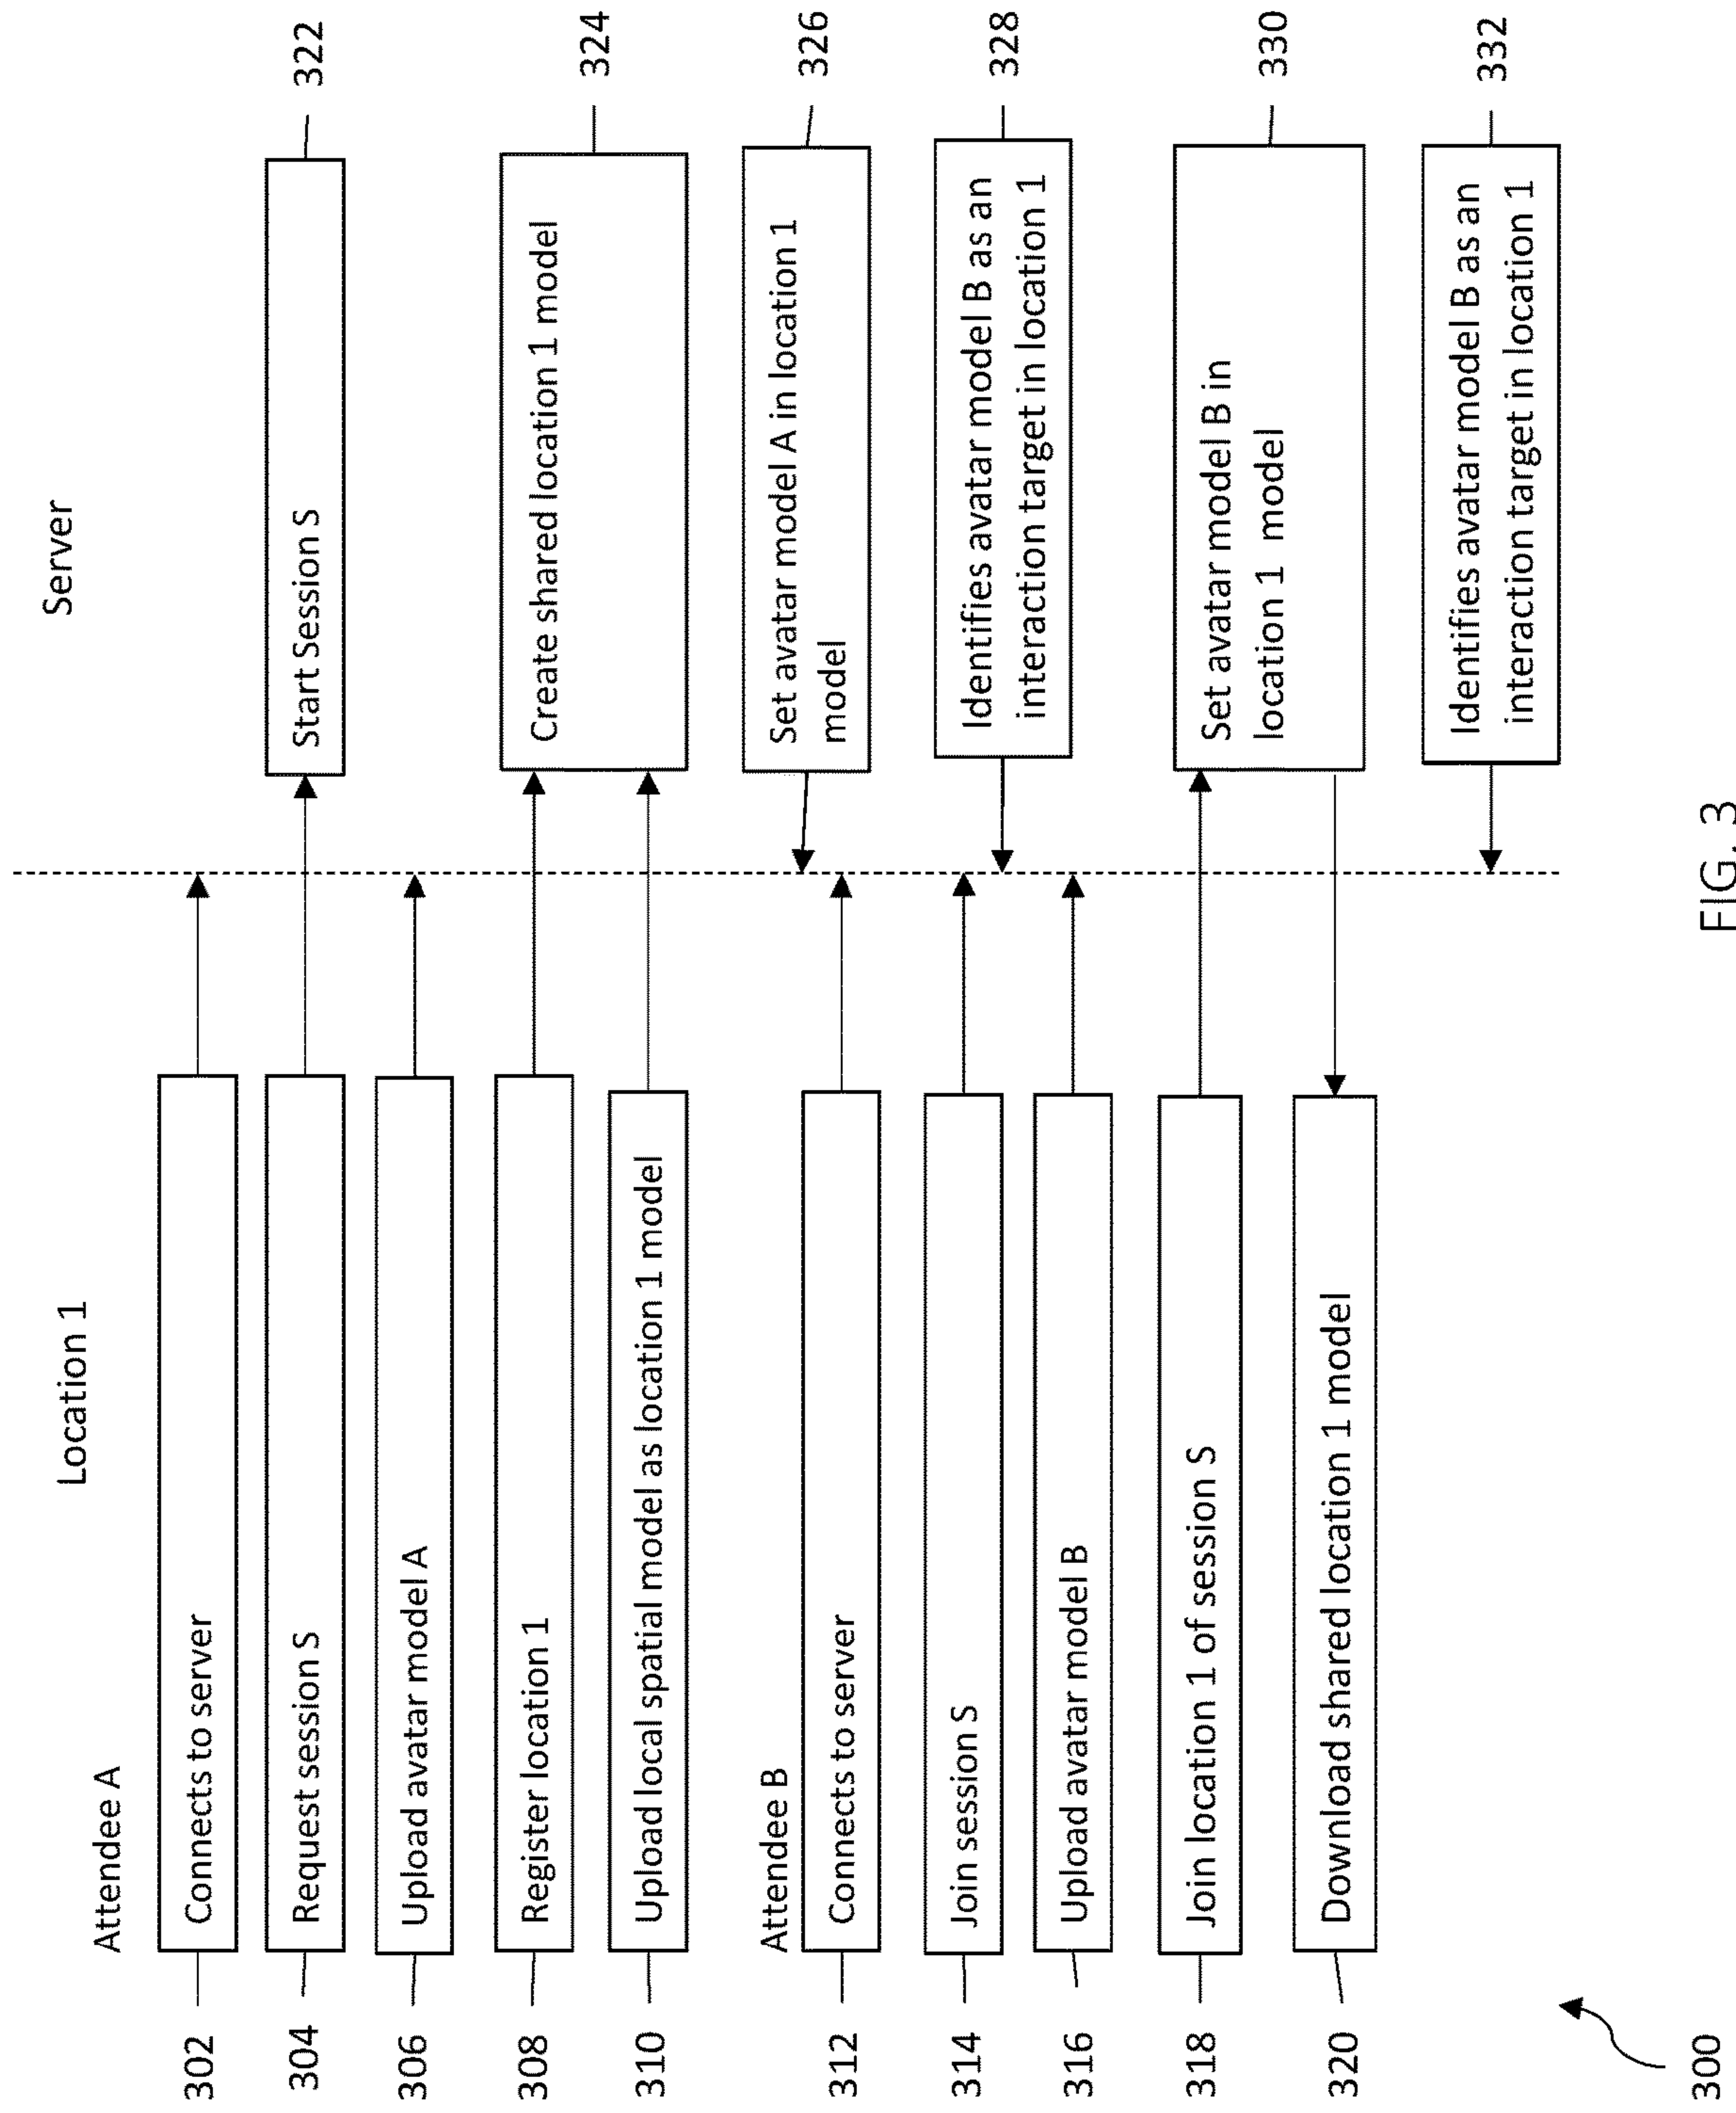 Location 1
Server
Attendee A
302
Connects to server
304
Request session S
Start Session S
322
306
Upload avatar model A
308
Register location 1
Create shared location 1 model
324
310
Upload local spatial model as location 1 model
Set avatar model A in location 1
model
326
Attendee B
312
Connects to server
314
Join session S
Identifies avatar model B as an
interaction target in location 1
328
316
Upload avatar model B
318
Join location 1 of session S
Set avatar model B in
location 1 model
330
320
Download shared location 1 model
Identifies avatar model B as an
interaction target in location 1
332
300
FIG. 3